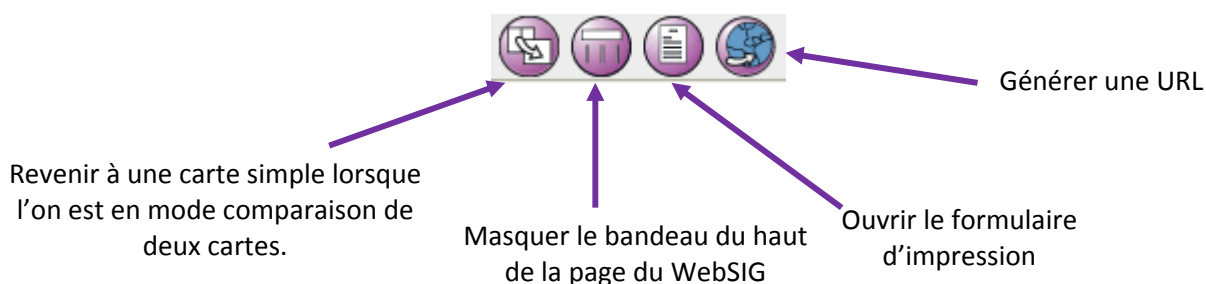 Générer une URL
Revenir à une carte simple lorsque
l’on est en mode comparaison de
deux cartes.
Masquer le bandeau du haut
de la page du WebSIG
Ouvrir le formulaire
d’impression